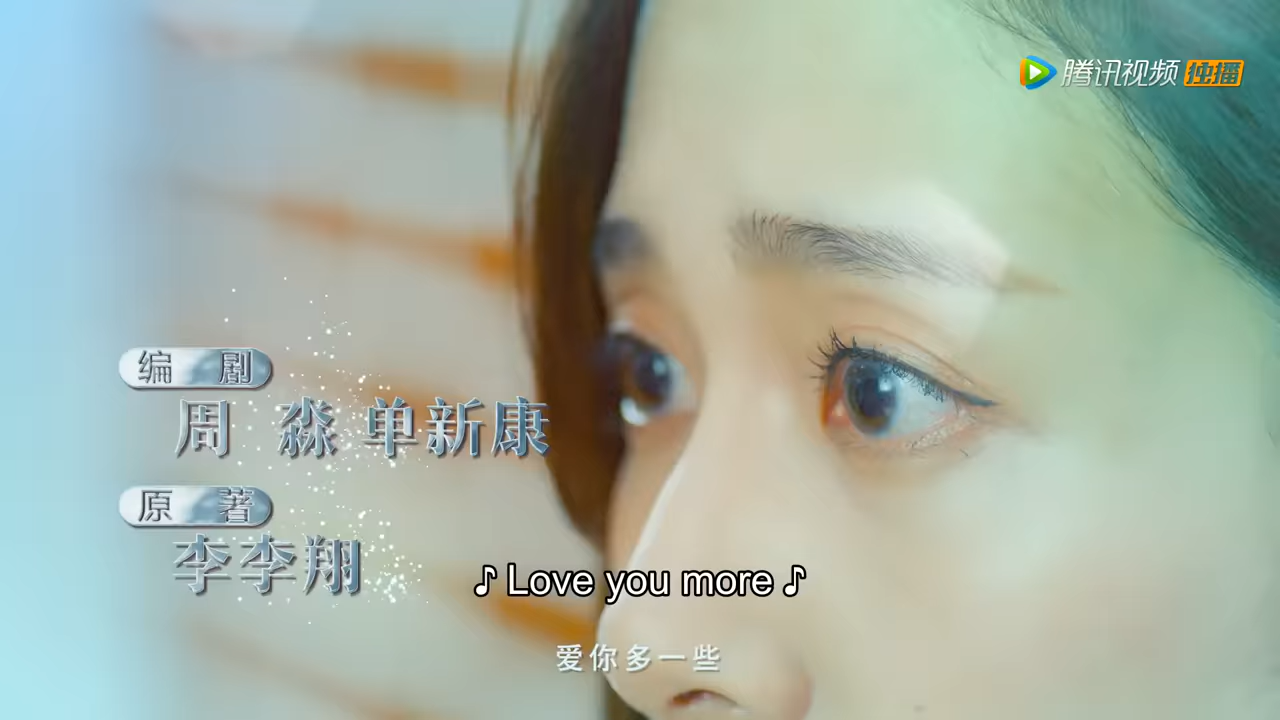 腾讯视频 独播
编 剧
周 淼 单新康
原 著
李李翔
♪ Love you more ♪
爱你多一些